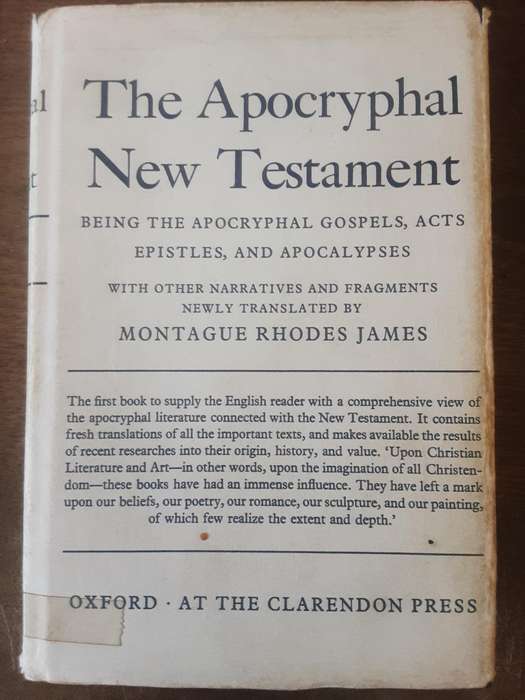 The Apocryphal
New Testament
BEING THE APOCRYPHAL GOSPELS, ACTS
EPISTLES, AND APOCALYPSES
WITH OTHER NARRATIVES AND FRAGMENTS
NEWLY TRANSLATED BY
MONTAGUE RHODES JAMES
The first book to supply the English reader with a comprehensive view of
the apocryphal literature connected with the New Testament. It contains
fresh translations of all the important texts, and makes available the results
of recent researches into their origin, history, and value. ‘Upon Christian
Literature and Art—in other words, upon the imagination of all Christen-
dom—these books have had an immense influence. They have left a mark
upon our beliefs, our poetry, our romance, our sculpture, and our painting,
of which few realize the extent and depth.’
OXFORD · AT THE CLARENDON PRESS